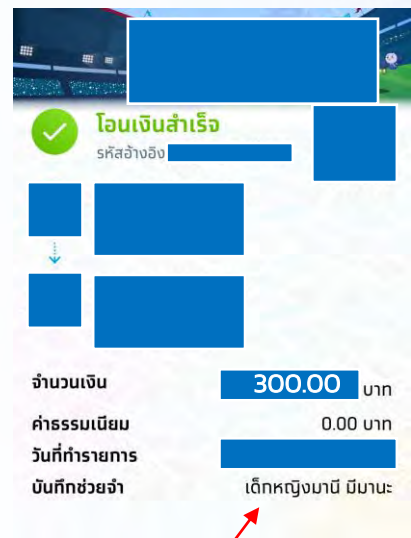 โอนเงินสำเร็จ
รหัสอ้างอิง
จำนวนเงิน 300.00 บาท
ค่าธรรมเนียม 0.00 บาท
วันที่ทำรายการ
บันทึกช่วยจำ เด็กหญิงมานี มีมานะ